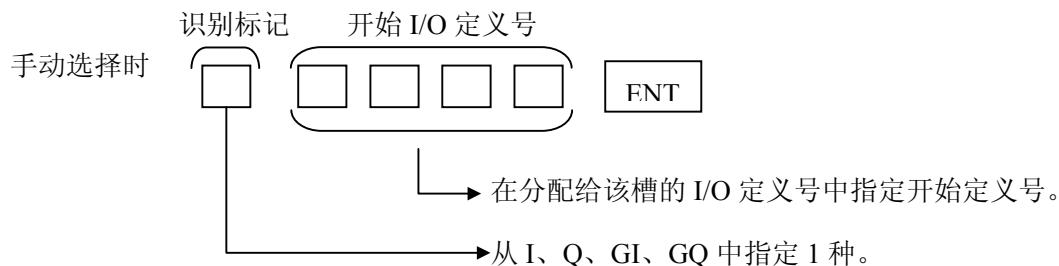 识别标记 开始 I/O 定义号
手动选择时
ENT
在分配给该槽的 I/O 定义号中指定开始定义号。
从 I、Q、GI、GQ 中指定 1 种。